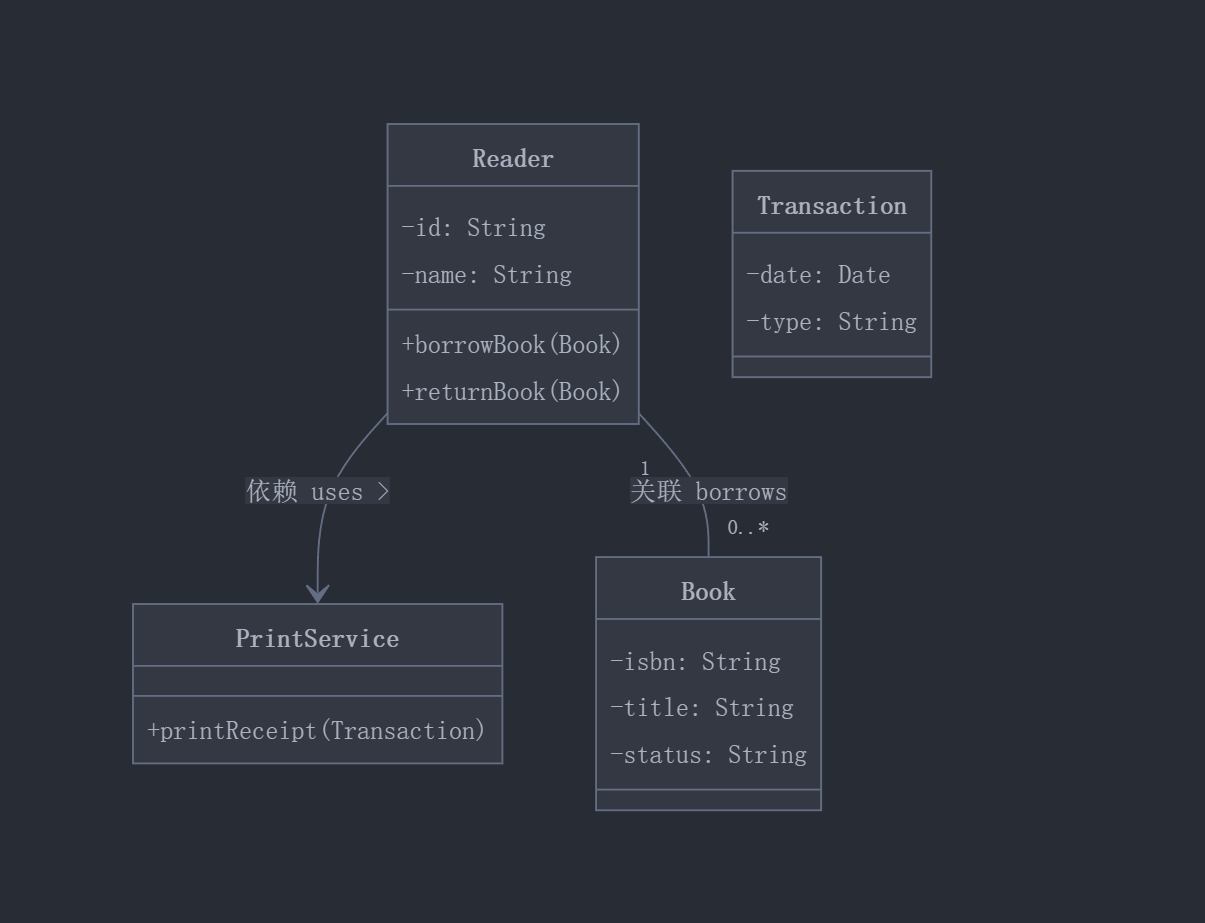 Reader
-id: String
-name: String
+borrowBook(Book)
+returnBook(Book)
Transaction
-date: Date
-type: String
依赖 uses >
1
关联 borrows
0..*
PrintService
+printReceipt(Transaction)
Book
-isbn: String
-title: String
-status: String